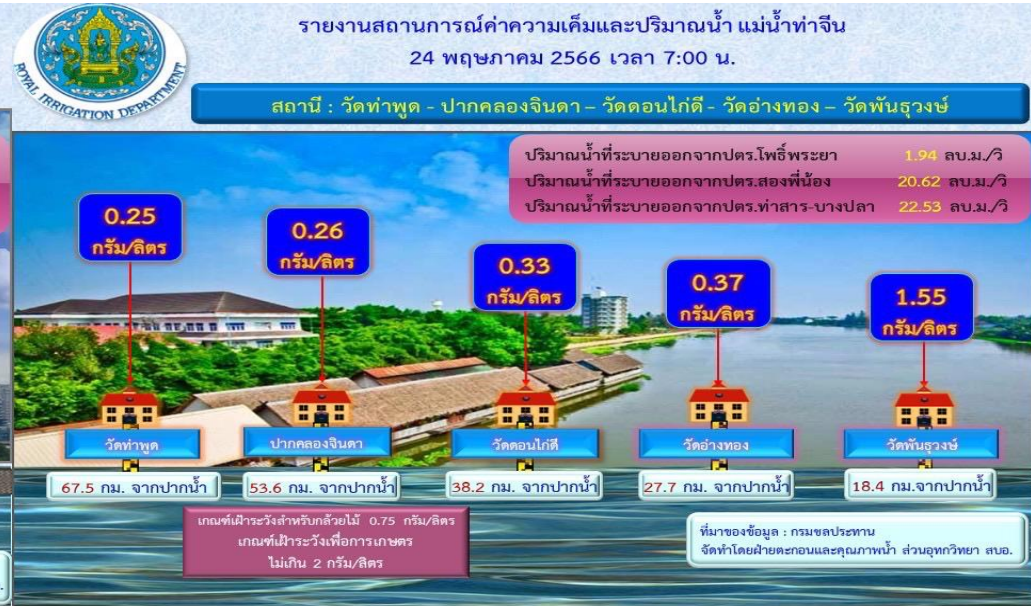 รายงานสถานการณ์ค่าความเค็มและปริมาณน้ำ แม่น้ำท่าจีน
24 พฤษภาคม 2566 เวลา 7:00 น.
ROYAL IRRIGATION DEPARTMENT
สถานี : วัดท่าพูด - ปากคลองจินดา – วัดดอนไก่ดี - วัดอ่างทอง – วัดพันธุวงษ์
ปริมาณน้ำที่ระบายออกจากปตร.โพธิ์พระยา 1.94 ลบ.ม./วิ
ปริมาณน้ำที่ระบายออกจากปตร.สองพี่น้อง 20.62 ลบ.ม./วิ
ปริมาณน้ำที่ระบายออกจากปตร.ท่าสาร-บางปลา 22.53 ลบ.ม./วิ
0.25
กรัม/ลิตร
0.26
กรัม/ลิตร
0.33
กรัม/ลิตร
0.37
กรัม/ลิตร
1.55
กรัม/ลิตร
วัดท่าพูด
ปากคลองจินดา
วัดดอนไก่ดี
วัดอ่างทอง
วัดพันธุวงษ์
67.5 กม. จากปากน้ำ
53.6 กม. จากปากน้ำ
38.2 กม. จากปากน้ำ
27.7 กม. จากปากน้ำ
18.4 กม.จากปากน้ำ
เกณฑ์เฝ้าระวังสำหรับกล้วยไม้ 0.75 กรัม/ลิตร
เกณฑ์เฝ้าระวังเพื่อการเกษตร
ไม่เกิน 2 กรัม/ลิตร
ที่มาของข้อมูล : กรมชลประทาน
จัดทำโดยฝ่ายตะกอนและคุณภาพน้ำ ส่วนอุทกวิทยา สบอ.